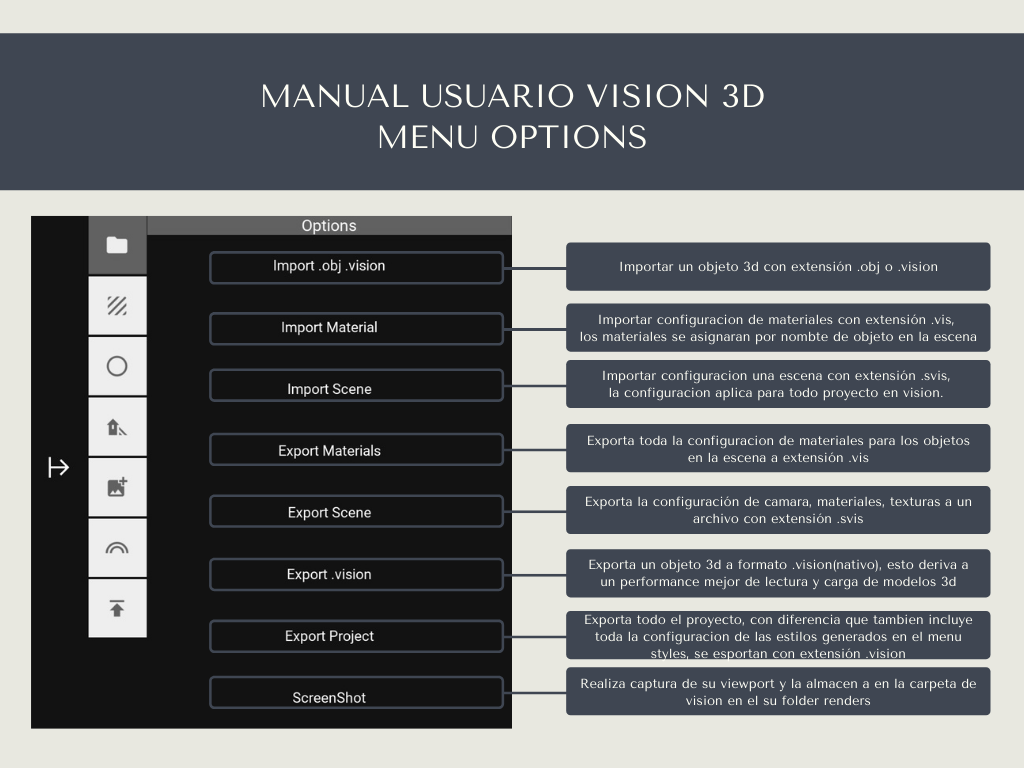 MANUAL USUARIO VISION 3D
MENU OPTIONS
Options
Import .obj .vision
Importar un objeto 3d con extensión .obj o .vision
Import Material
Importar configuracion de materiales con extensión .vis,
los materiales se asignaran por nombte de objeto en la escena
Import Scene
Importar configuracion una escena con extensión .svis,
la configuracion aplica para todo proyecto en vision.
Export Materials
Exporta toda la configuracion de materiales para los objetos
en la escena a extensión .vis
Export Scene
Exporta la configuración de camara, materiales, texturas a un
archivo con extensión .svis
Export .vision
Exporta un objeto 3d a formato .vision(nativo), esto deriva a
un performance mejor de lectura y carga de modelos 3d
Export Project
Exporta todo el proyecto, con diferencia que tambien incluye
toda la configuracion de las estilos generados en el menu
styles, se esportan con extensión .vision
ScreenShot
Realiza captura de su viewport y la almacen a en la carpeta de
vision en el su folder renders